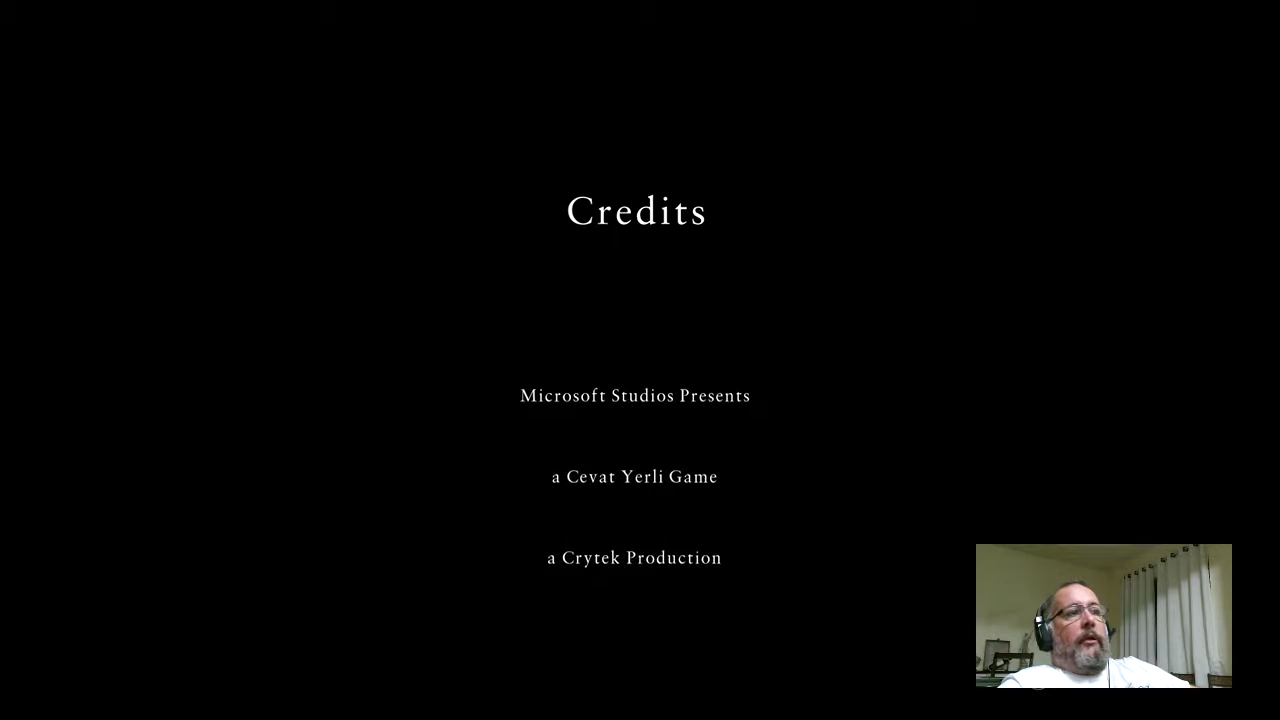 Credits
Microsoft Studios Presents
a Cevat Yerli Game
a Crytek Production